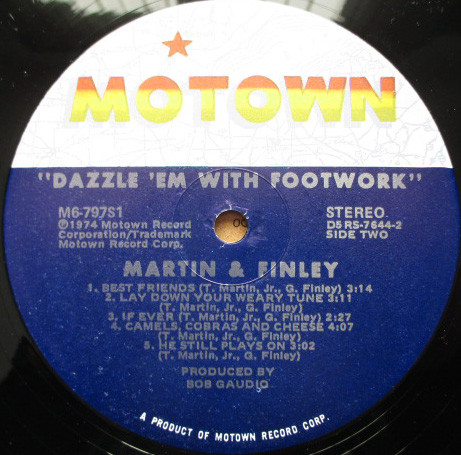 MOTOWN
"DAZZLE 'EM WITH FOOTWORK"
M6-797S1
℗1974 Motown Record
Corporation/Trademark
Motown Record Corp.
STEREO
D5 RS-7644-2
SIDE TWO
MARTIN & FINLEY
1. BEST FRIENDS (T. Martin, Jr., G. Finley) 3:14
2. LAY DOWN YOUR WEARY TUNE 3:11
(T. Martin, Jr., G. Finley)
3. IF EVER (T. Martin, Jr., G. Finley) 2:27
4. CAMELS, COBRAS AND CHEESE 4:07
(T. Martin, Jr., G. Finley)
5. HE STILL PLAYS ON 3:02
(T. Martin, Jr., G. Finley)
PRODUCED BY
BOB GAUDIO
A PRODUCT OF MOTOWN RECORD CORP.